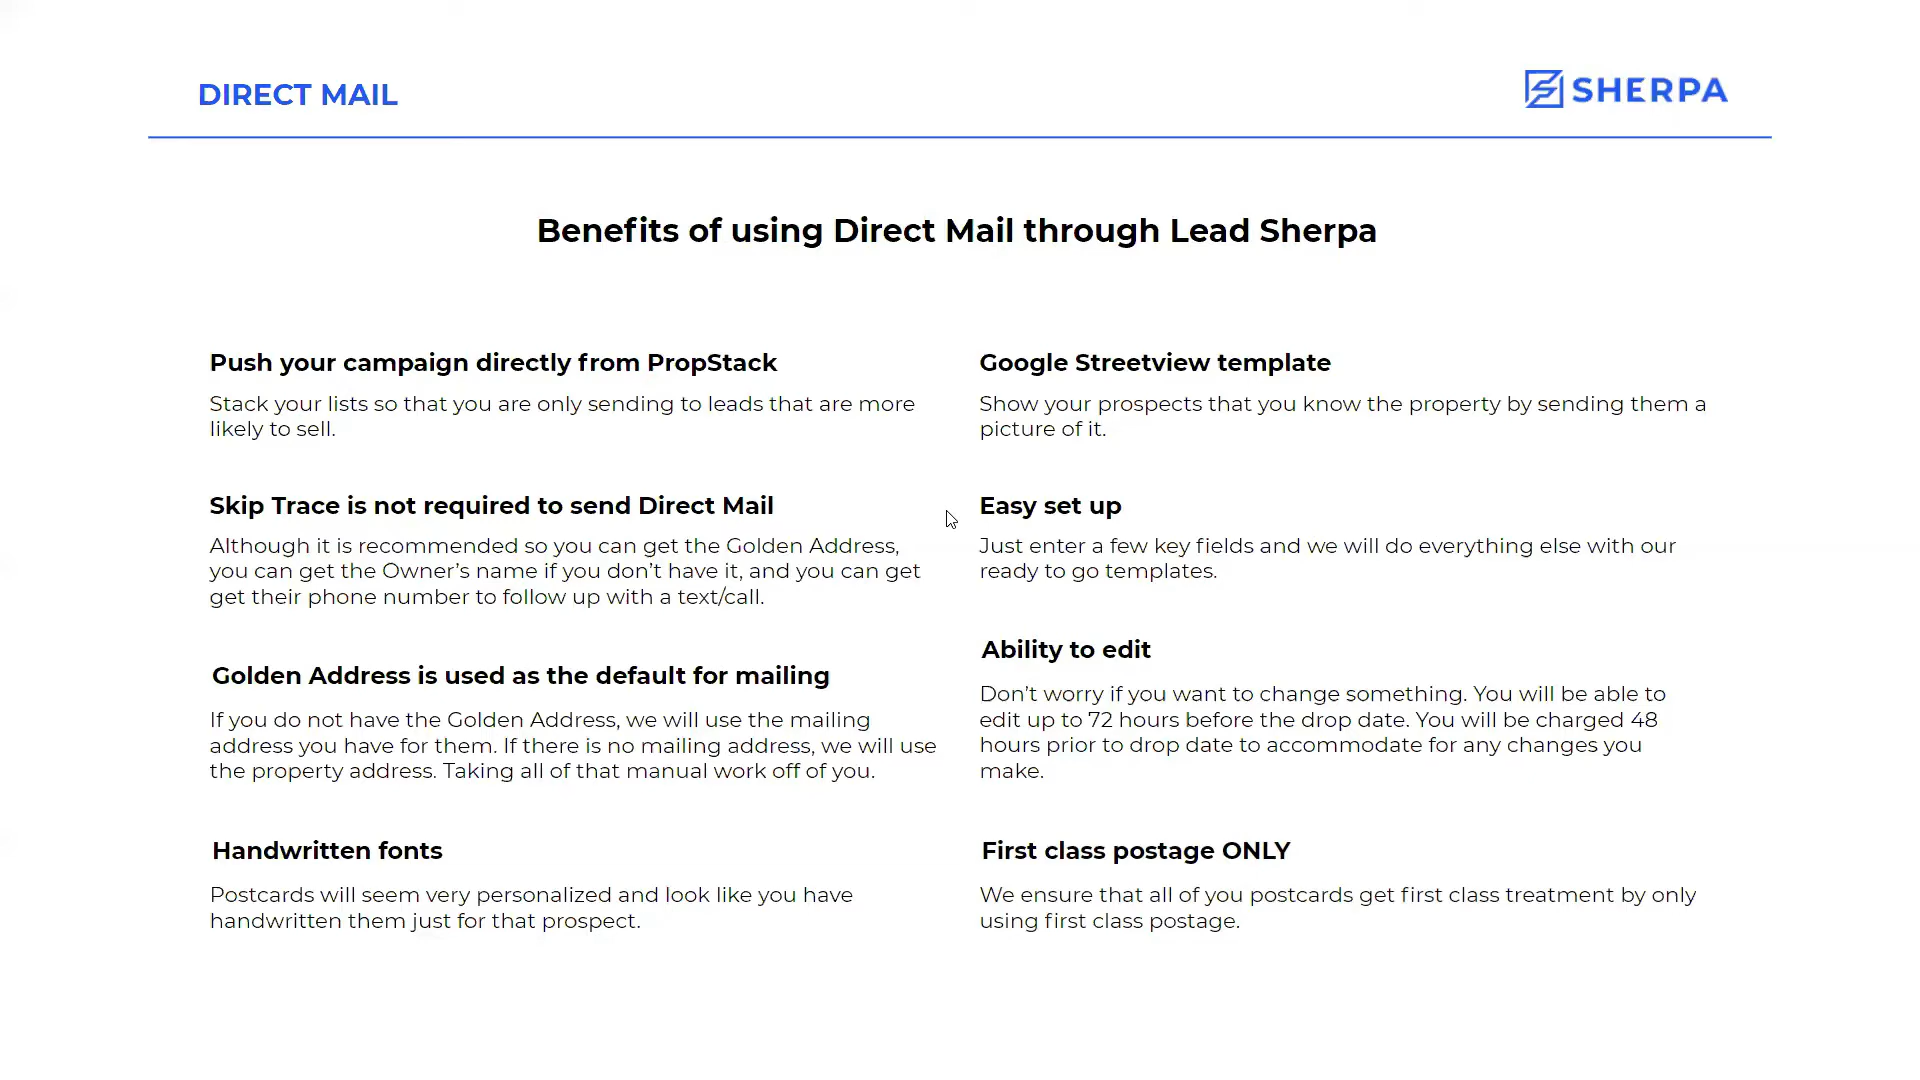 DIRECT MAIL
SHERPA
Benefits of using Direct Mail through Lead Sherpa
Push your campaign directly from PropStack
Stack your lists so that you are only sending to leads that are more
likely to sell.
Skip Trace is not required to send Direct Mail
Although it is recommended so you can get the Golden Address,
you can get the Owner's name if you don't have it, and you can get
get their phone number to follow up with a text/call.
Golden Address is used as the default for mailing
If you do not have the Golden Address, we will use the mailing
address you have for them. If there is no mailing address, we will use
the property address. Taking all of that manual work off of you.
Handwritten fonts
Postcards will seem very personalized and look like you have
handwritten them just for that prospect.
Google Streetview template
Show your prospects that you know the property by sending them a
picture of it.
Easy set up
Just enter a few key fields and we will do everything else with our
ready to go templates.
Ability to edit
Don't worry if you want to change something. You will be able to
edit up to 72 hours before the drop date. You will be charged 48
hours prior to drop date to accommodate for any changes you
make.
First class postage ONLY
We ensure that all of you postcards get first class treatment by only
using first class postage.